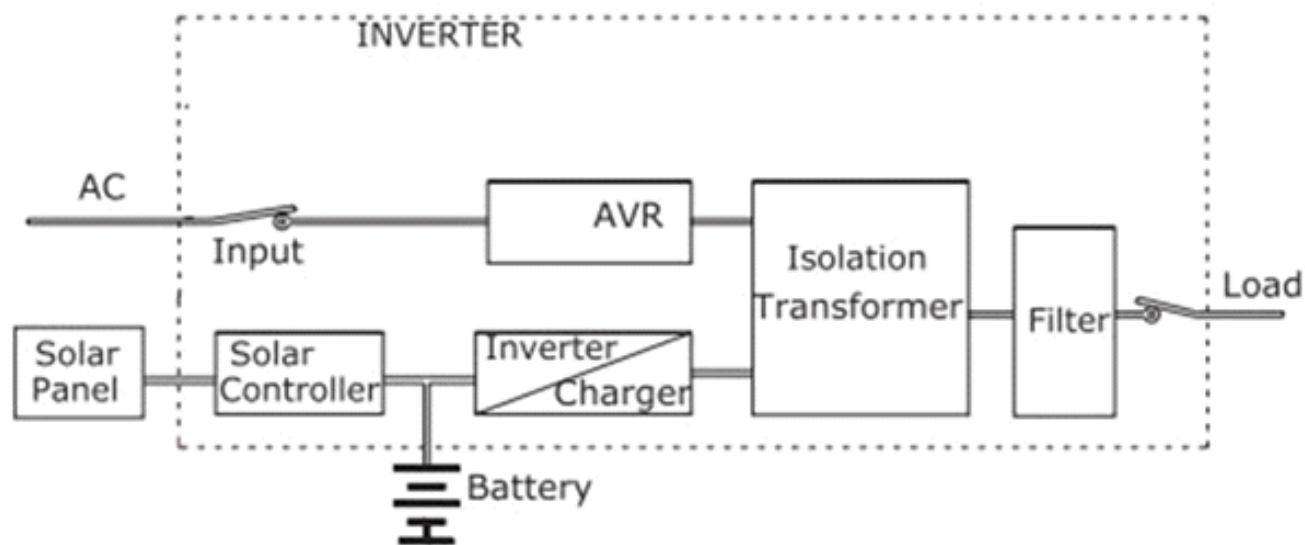 INVERTER
AC
Input
AVR
Isolation
Transformer
Filter
Load
Solar
Panel
Solar
Controller
Inverter
Charger
Battery